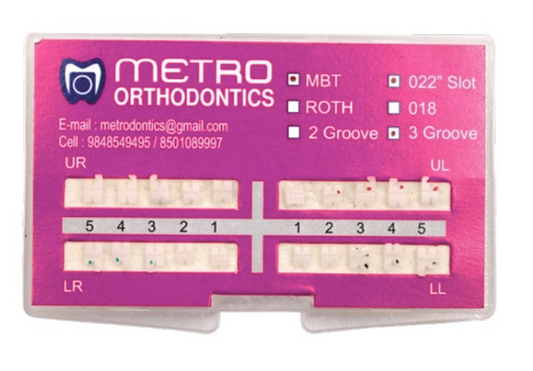 METRO
ORTHODONTICS
E-mail : metrodontics@gmail.com
Cell : 9848549495 / 8501089997
MBT 022" Slot
ROTH 018
2 Groove 3 Groove
UR UL
5 4 3 2 1 1 2 3 4 5
LR LL